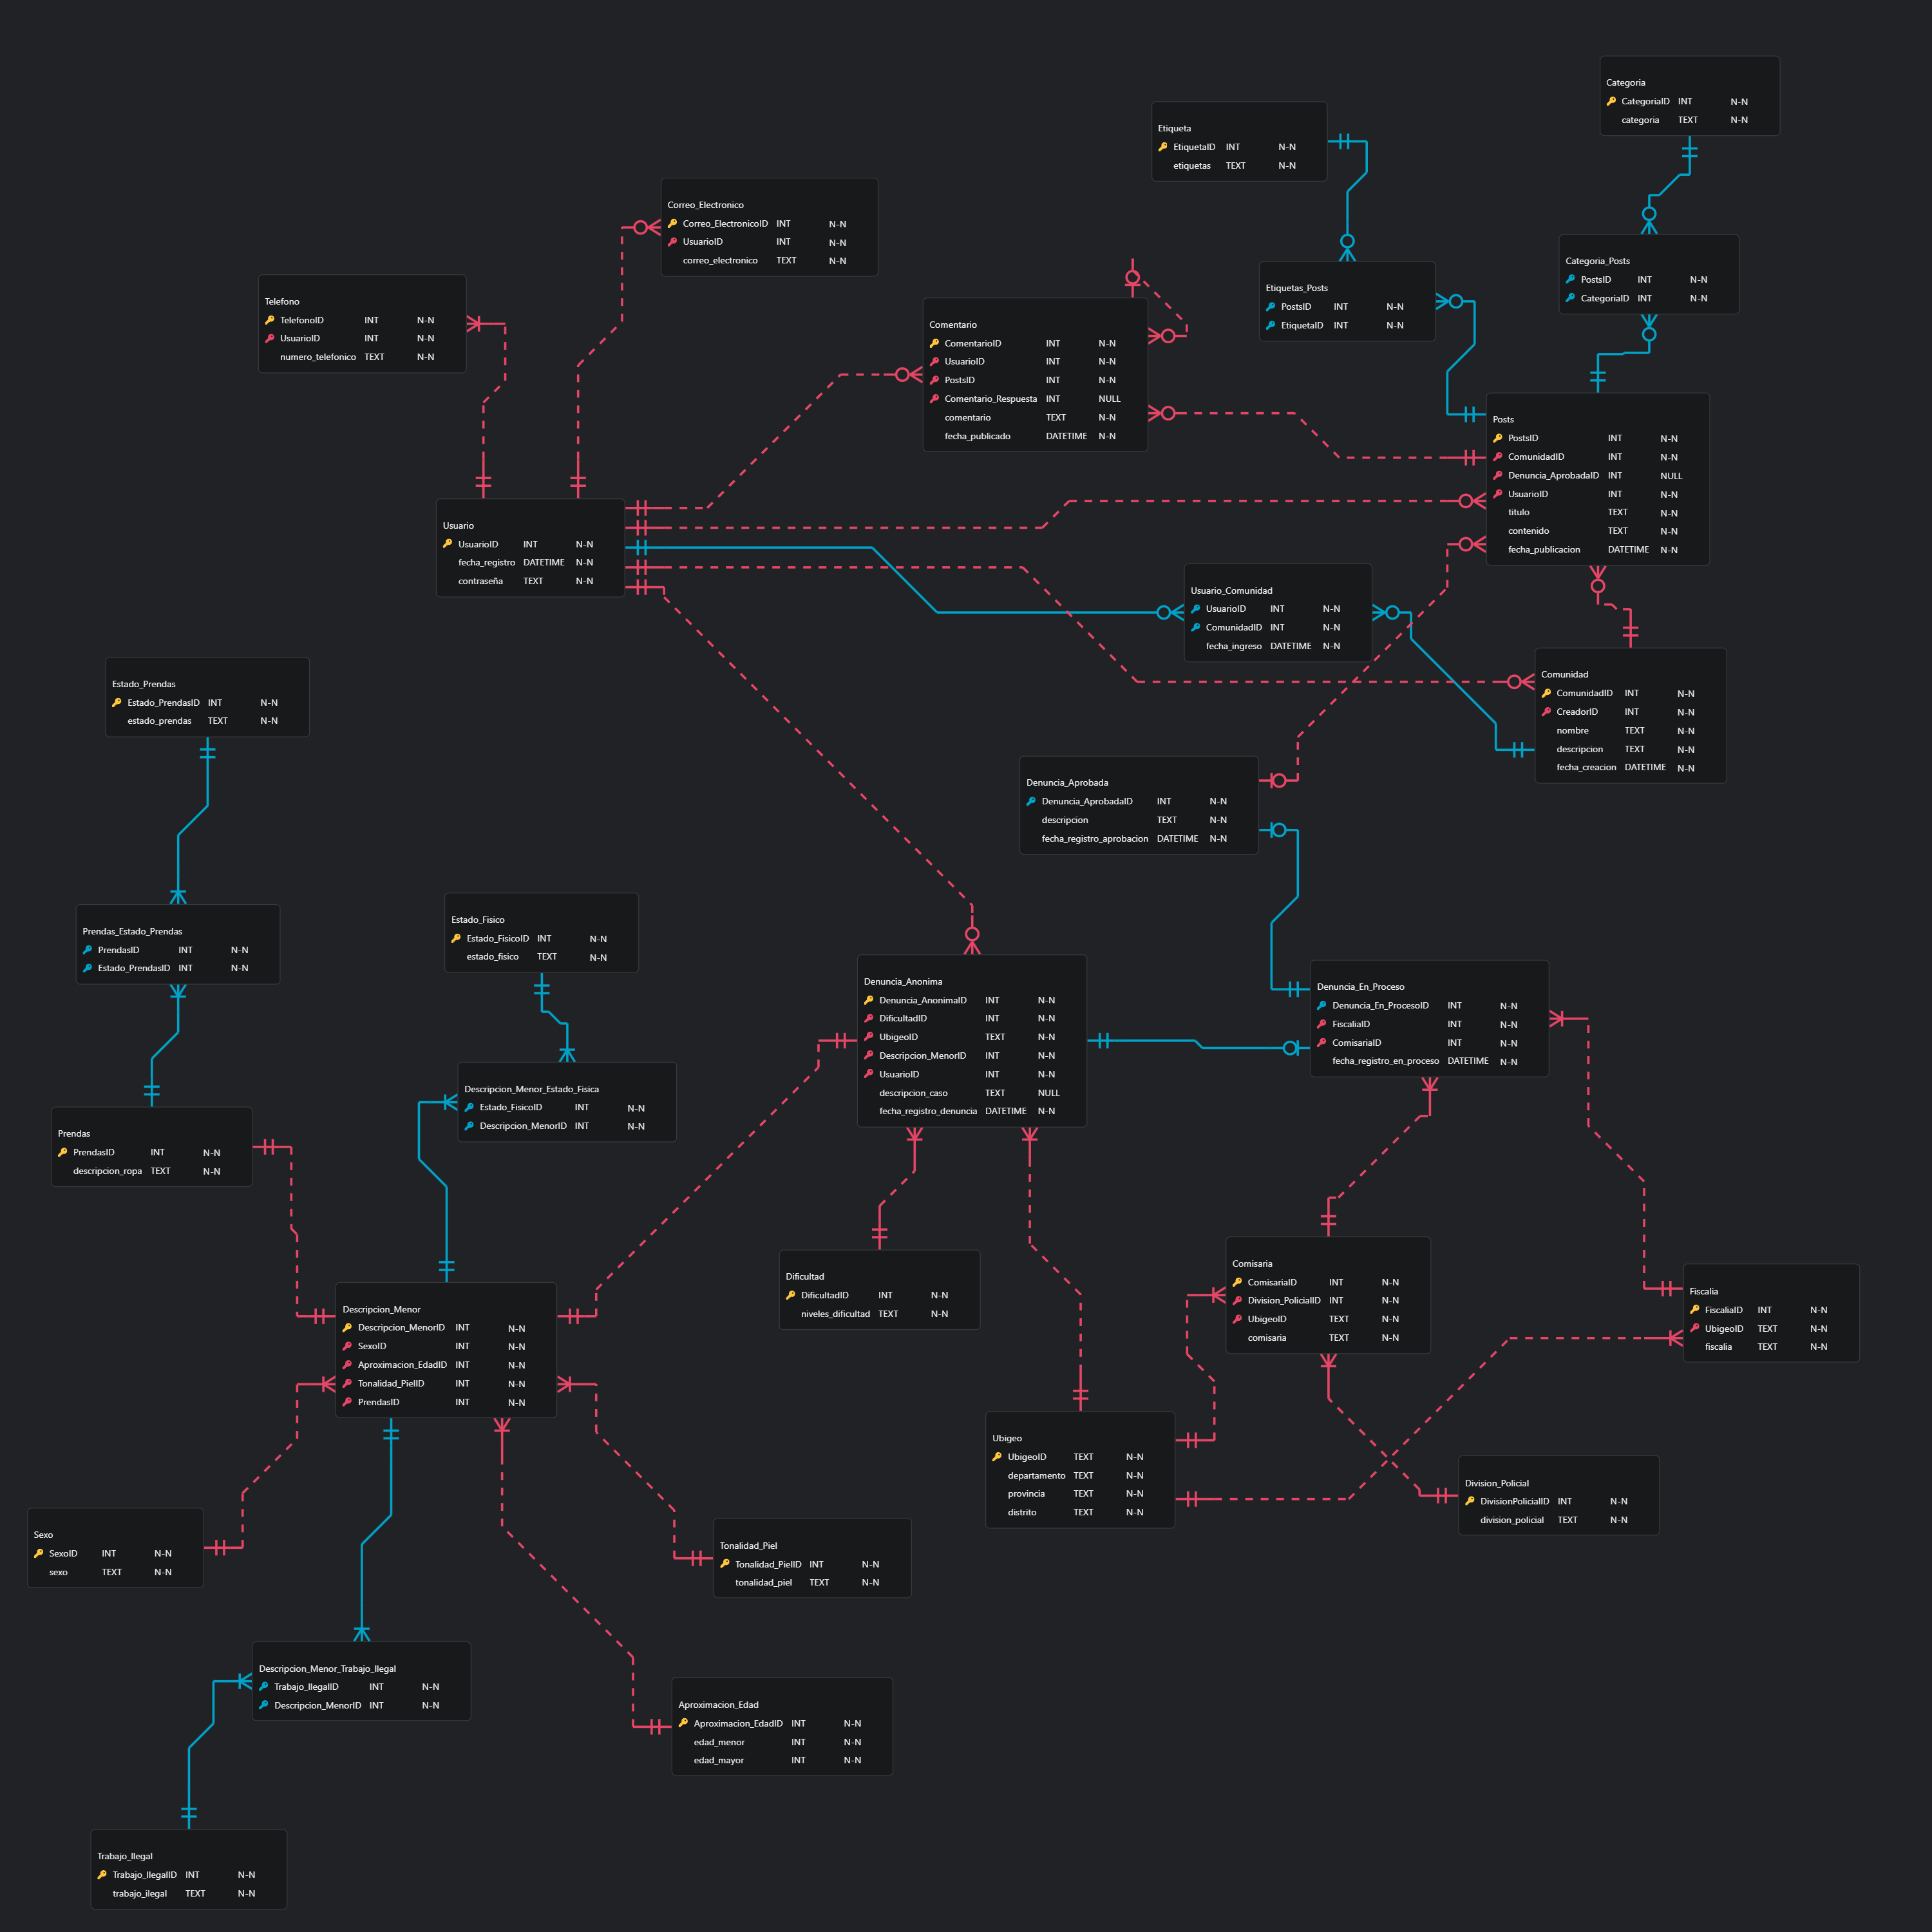 Categoria
CategoriaID INT N-N
categoria TEXT N-N
Etiqueta
EtiquetaID INT N-N
etiquetas TEXT N-N
Correo_Electronico
Correo_ElectronicoID INT N-N
UsuarioID INT N-N
correo_electronico TEXT N-N
Categoria_Posts
PostsID INT N-N
CategoriaID INT N-N
Etiquetas_Posts
PostsID INT N-N
EtiquetaID INT N-N
Telefono
TelefonoID INT N-N
UsuarioID INT N-N
numero_telefonico TEXT N-N
Comentario
ComentarioID INT N-N
UsuarioID INT N-N
PostsID INT N-N
Comentario_Respuesta INT NULL
comentario TEXT N-N
fecha_publicado DATETIME N-N
Posts
PostsID INT N-N
ComunidadID INT N-N
Denuncia_AprobadaID INT NULL
UsuarioID INT N-N
titulo TEXT N-N
contenido TEXT N-N
fecha_publicacion DATETIME N-N
Usuario
UsuarioID INT N-N
fecha_registro DATETIME N-N
contraseña TEXT N-N
Usuario_Comunidad
UsuarioID INT N-N
ComunidadID INT N-N
fecha_ingreso DATETIME N-N
Comunidad
ComunidadID INT N-N
CreadorID INT N-N
nombre TEXT N-N
descripcion TEXT N-N
fecha_creacion DATETIME N-N
Estado_Prendas
Estado_PrendasID INT N-N
estado_prendas TEXT N-N
Denuncia_Aprobada
Denuncia_AprobadaID INT N-N
descripcion TEXT N-N
fecha_registro_aprobacion DATETIME N-N
Prendas_Estado_Prendas
PrendasID INT N-N
Estado_PrendasID INT N-N
Estado_Fisico
Estado_FisicoID INT N-N
estado_fisico TEXT N-N
Denuncia_Anonima
Denuncia_AnonimaID INT N-N
DificultadID INT N-N
UbigeoID TEXT N-N
Descripcion_MenorID INT N-N
UsuarioID INT N-N
descripcion_caso TEXT NULL
fecha_registro_denuncia DATETIME N-N
Denuncia_En_Proceso
Denuncia_En_ProcesoID INT N-N
FiscaliaID INT N-N
ComisariaID INT N-N
fecha_registro_en_proceso DATETIME N-N
Descripcion_Menor_Estado_Fisica
Estado_FisicoID INT N-N
Descripcion_MenorID INT N-N
Prendas
PrendasID INT N-N
descripcion_ropa TEXT N-N
Dificultad
DificultadID INT N-N
niveles_dificultad TEXT N-N
Comisaria
ComisariaID INT N-N
Division_PolicialID INT N-N
UbigeoID TEXT N-N
comisaria TEXT N-N
Fiscalia
FiscaliaID INT N-N
UbigeoID TEXT N-N
fiscalia TEXT N-N
Descripcion_Menor
Descripcion_MenorID INT N-N
SexoID INT N-N
Aproximacion_EdadID INT N-N
Tonalidad_PielID INT N-N
PrendasID INT N-N
Ubigeo
UbigeoID TEXT N-N
departamento TEXT N-N
provincia TEXT N-N
distrito TEXT N-N
Division_Policial
DivisionPolicialID INT N-N
division_policial TEXT N-N
Sexo
SexoID INT N-N
sexo TEXT N-N
Tonalidad_Piel
Tonalidad_PielID INT N-N
tonalidad_piel TEXT N-N
Descripcion_Menor_Trabajo_Ilegal
Trabajo_IlegalID INT N-N
Descripcion_MenorID INT N-N
Aproximacion_Edad
Aproximacion_EdadID INT N-N
edad_menor INT N-N
edad_mayor INT N-N
Trabajo_Ilegal
Trabajo_IlegalID INT N-N
trabajo_ilegal TEXT N-N